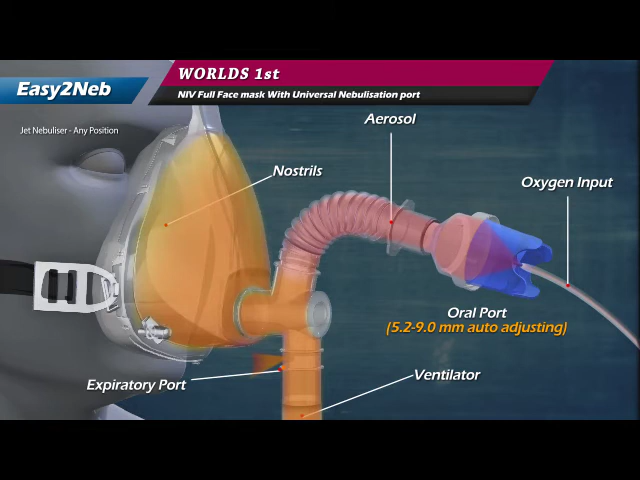 WORLDS 1st
Easy2Neb
NIV Full Face mask With Universal Nebulisation port
Jet Nebuliser - Any Position
Aerosol
Nostrils
Oxygen Input
Oral Port
(5.2-9.0 mm auto adjusting)
Expiratory Port
Ventilator